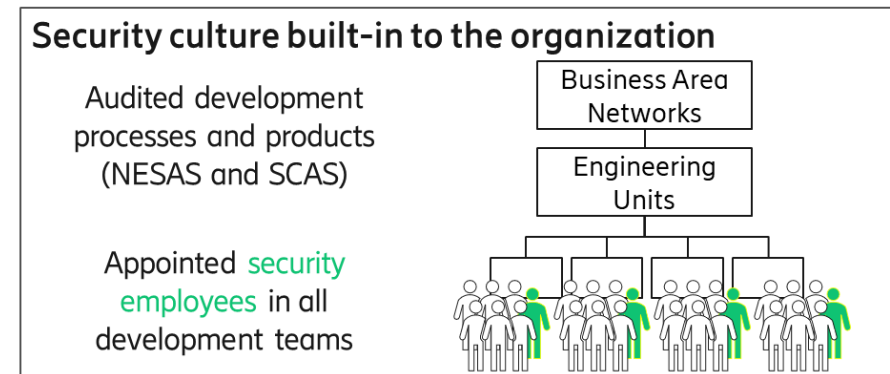 Security culture built-in to the organization
Audited development
processes and products
(NESAS and SCAS)
Appointed security
employees in all
development teams
Business Area
Networks
Engineering
Units